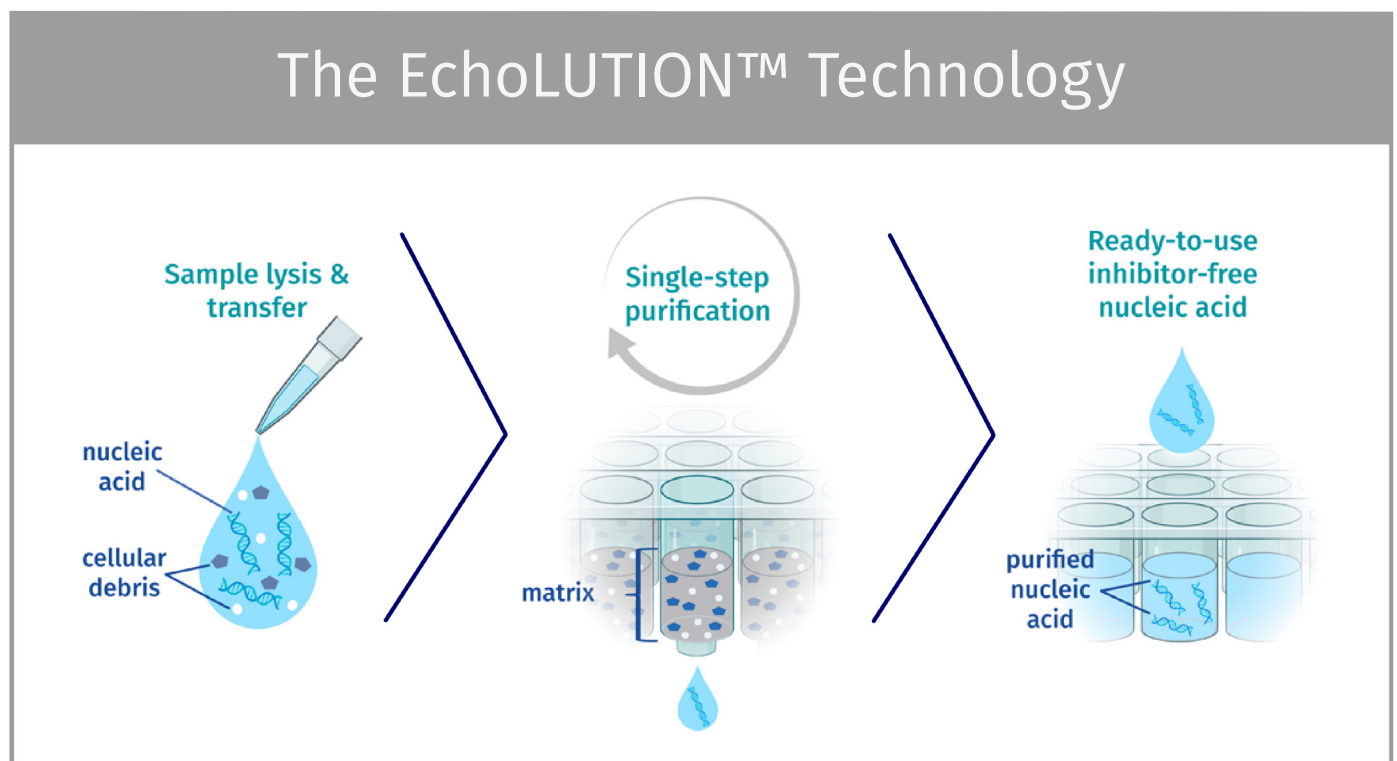 The EchoLUTION™ Technology
Sample lysis &
transfer
nucleic
acid
cellular
debris
Single-step
purification
matrix
Ready-to-use
inhibitor-free
nucleic acid
purified
nucleic
acid